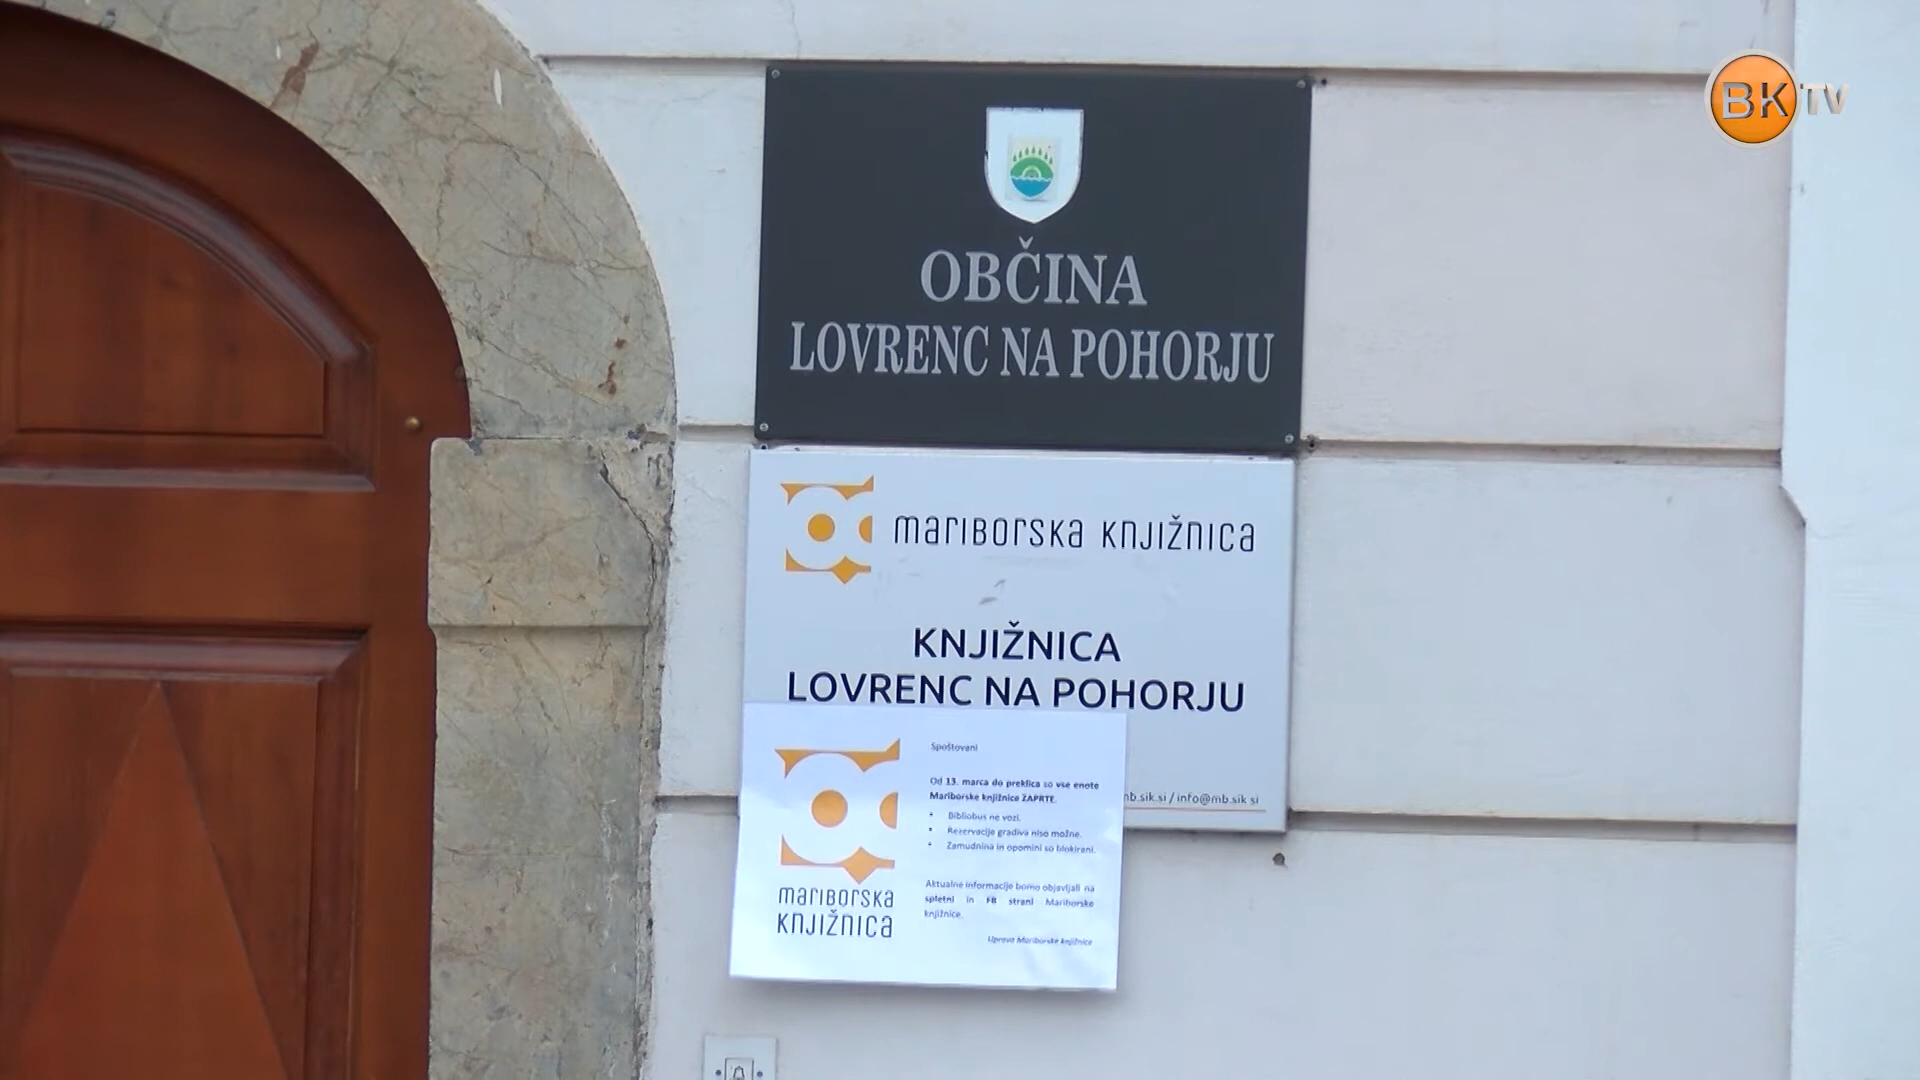 BK TV
OBČINA
LOVRENC NA POHORJU
mariborska knjižnica
KNJIŽNICA
LOVRENC NA POHORJU
mb.sik.si / info@mb.sik.si
mariborska
knjižnica
Spoštovani
Od 13. marca do preklica so vse enote
Mariborske knjižnice ZAPRTE.
• Bibliobus ne vozi.
• Rezervacije gradiva niso možne.
• Zamudnina in opomini so blokirani.
Aktualne informacije bomo objavljali na
spletni in FB strani Mariborske
knjižnice.
Uprava Mariborske knjižnice